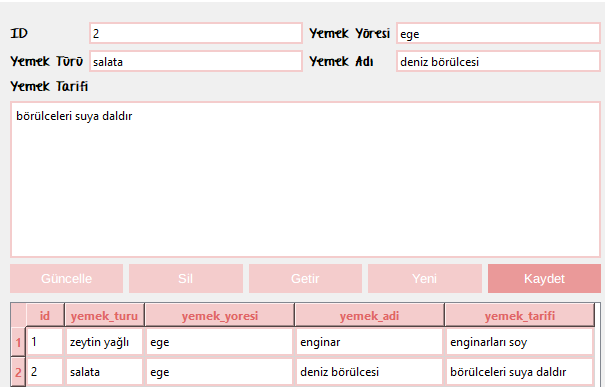 ID 2 Yemek Yöresi ege
Yemek Türü salata Yemek Adı deniz börülcesi
Yemek Tarifi
börülceleri suya daldır
Güncelle Sil Getir Yeni Kaydet
id yemek_turu yemek_yoresi yemek_adi yemek_tarifi
1 1 zeytin yağlı ege enginar enginarları soy
2 2 salata ege deniz börülcesi börülceleri suya daldır